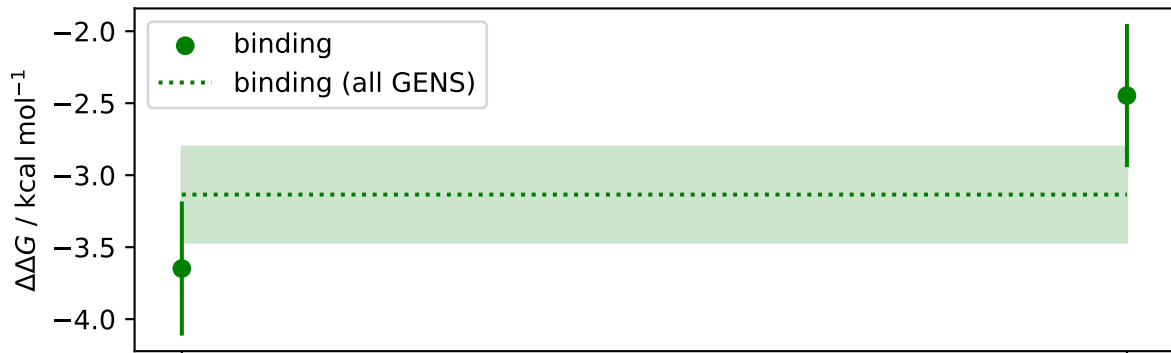 −2.0
−2.5
−3.0
−3.5
−4.0
ΔΔG / kcal mol⁻¹
binding
binding (all GENS)